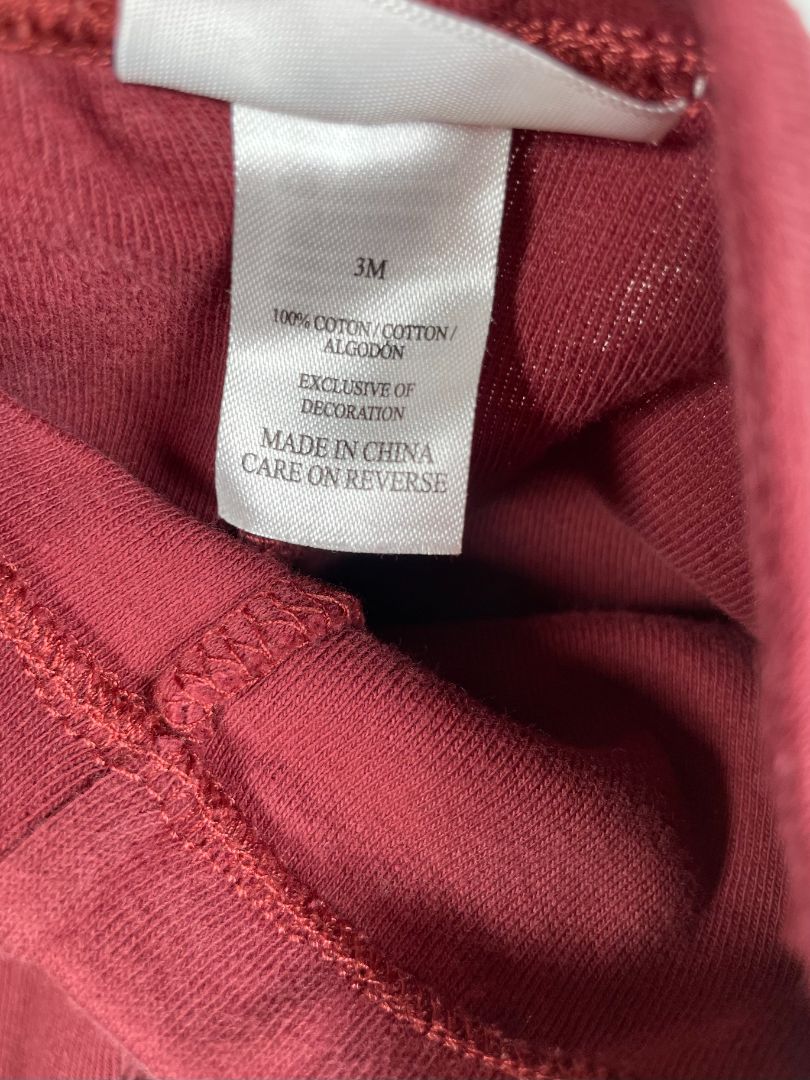 3M
100% COTON / COTTON /
ALGODÓN
EXCLUSIVE OF
DECORATION
MADE IN CHINA
CARE ON REVERSE